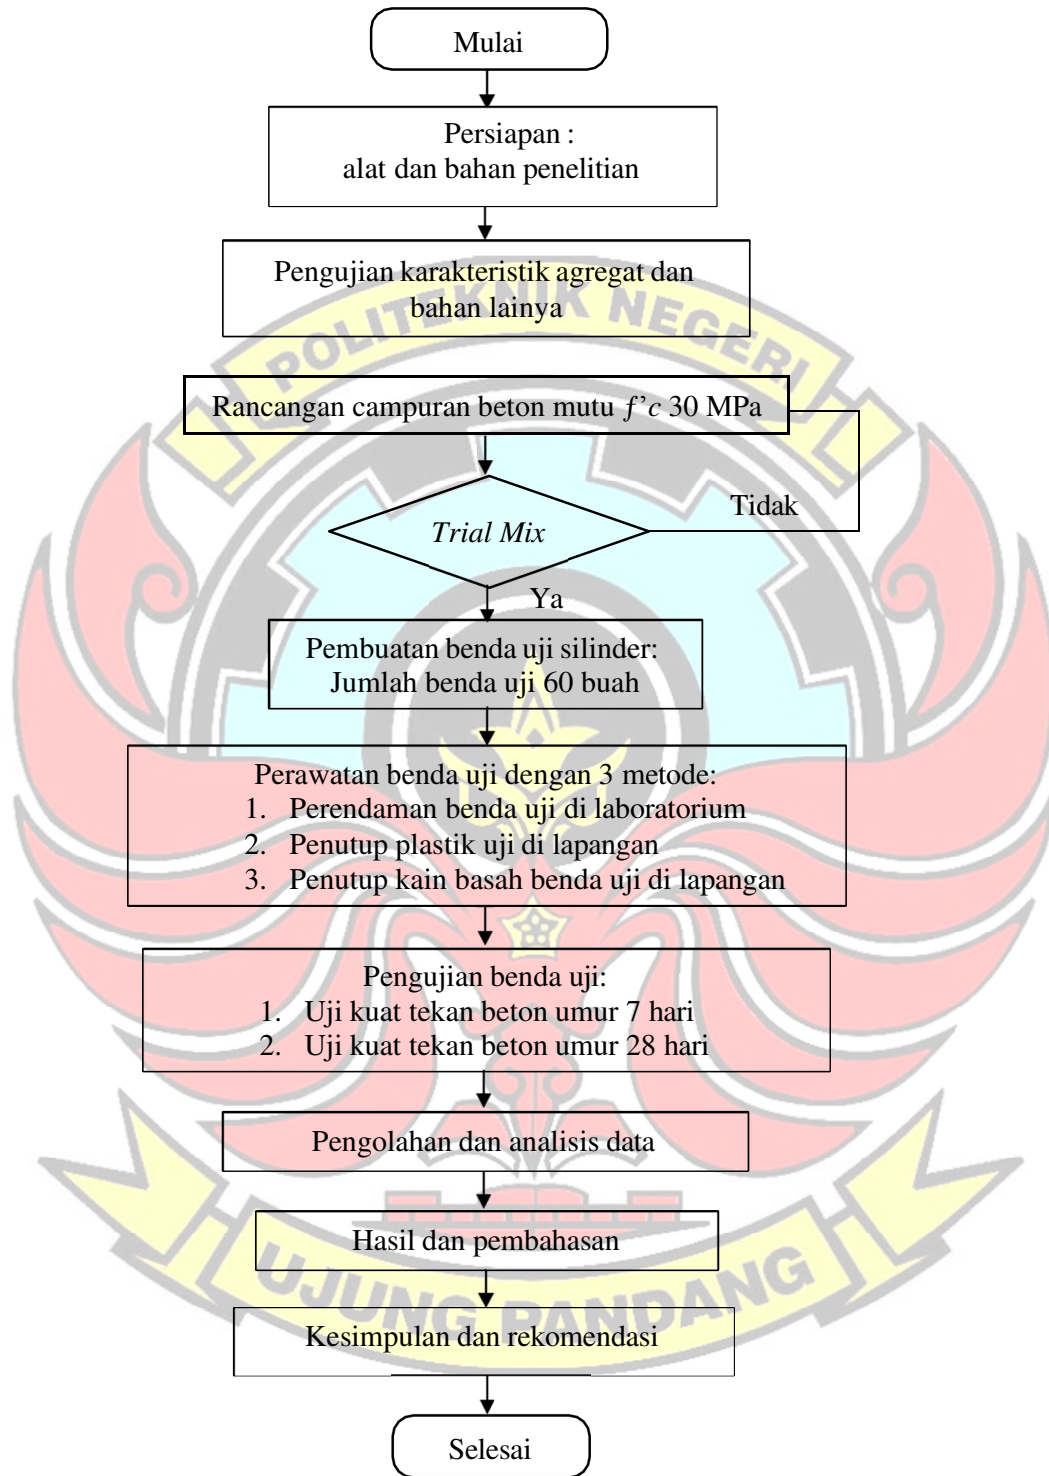 Mulai
Persiapan :
alat dan bahan penelitian
Pengujian karakteristik agregat dan
bahan lainya
POLITEKNIK NEGERI
Rancangan campuran beton mutu f’c 30 MPa
Tidak
Trial Mix
Ya
Pembuatan benda uji silinder:
Jumlah benda uji 60 buah
Perawatan benda uji dengan 3 metode:
1. Perendaman benda uji di laboratorium
2. Penutup plastik uji di lapangan
3. Penutup kain basah benda uji di lapangan
Pengujian benda uji:
1. Uji kuat tekan beton umur 7 hari
2. Uji kuat tekan beton umur 28 hari
Pengolahan dan analisis data
Hasil dan pembahasan
UJUNG PANDANG
Kesimpulan dan rekomendasi
Selesai